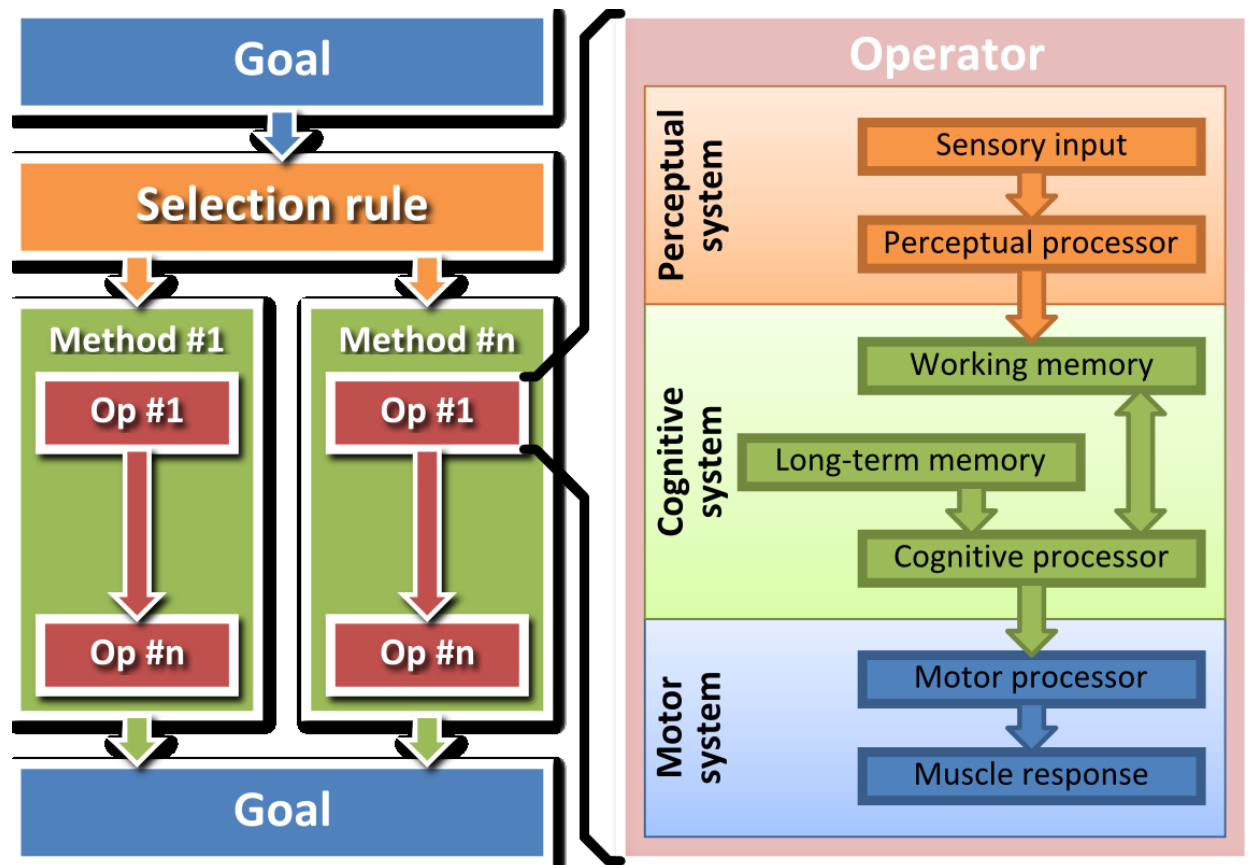 Goal
Selection rule
Method #1
Op #1
Op #n
Method #n
Op #1
Op #n
Goal
Operator
Perceptual
system
Sensory input
Perceptual processor
Cognitive
system
Working memory
Long-term memory
Cognitive processor
Motor
system
Motor processor
Muscle response